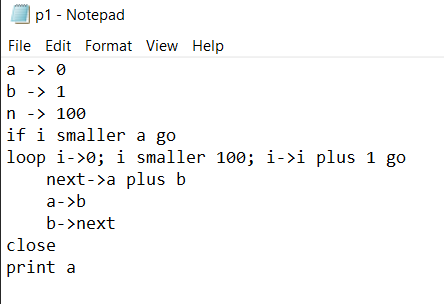 p1 - Notepad
File Edit Format View Help
a -> 0
b -> 1
n -> 100
if i smaller a go
loop i->0; i smaller 100; i->i plus 1 go
    next->a plus b
    a->b
    b->next
close
print a